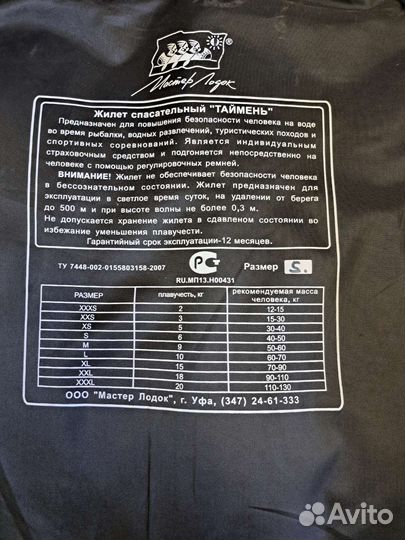 Мастер Лодок ®
Жилет спасательный "ТАЙМЕНЬ"
Предназначен для повышения безопасности человека на воде
во время рыбалки, водных развлечений, туристических походов и
спортивных соревнований. Является индивидуальным
страховочным средством и подгоняется непосредственно на
человеке с помощью регулировочных ремней.
ВНИМАНИЕ! Жилет не обеспечивает безопасность человека
в бессознательном состоянии. Жилет предназначен для
эксплуатации в светлое время суток, на удалении от берега
до 500 м и при высоте волны не более 0,3 м.
Не допускается хранение жилета в сдавленном состоянии во
избежание уменьшения плавучести.
Гарантийный срок эксплуатации-12 месяцев.
ТУ 7448-002-0155803158-2007 РСТ Размер S.
RU.МП13.Н00431
РАЗМЕР плавучесть, кг рекомендуемая масса
человека, кг
XXXS 2 12-15
XXS 3 15-30
XS 5 30-40
S 6 40-50
M 9 50-60
L 10 60-70
XL 15 70-90
XXL 18 90-110
XXXL 20 110-130
ООО "Мастер Лодок", г. Уфа, (347) 24-61-333
Avito